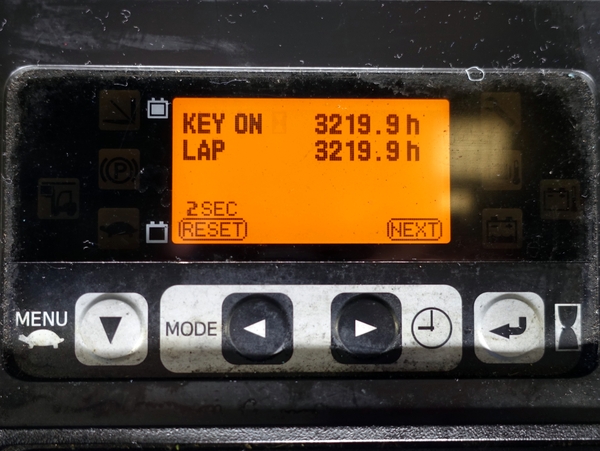 KEY ON 3219.9 h
LAP 3219.9 h
2SEC
RESET NEXT
MENU
MODE